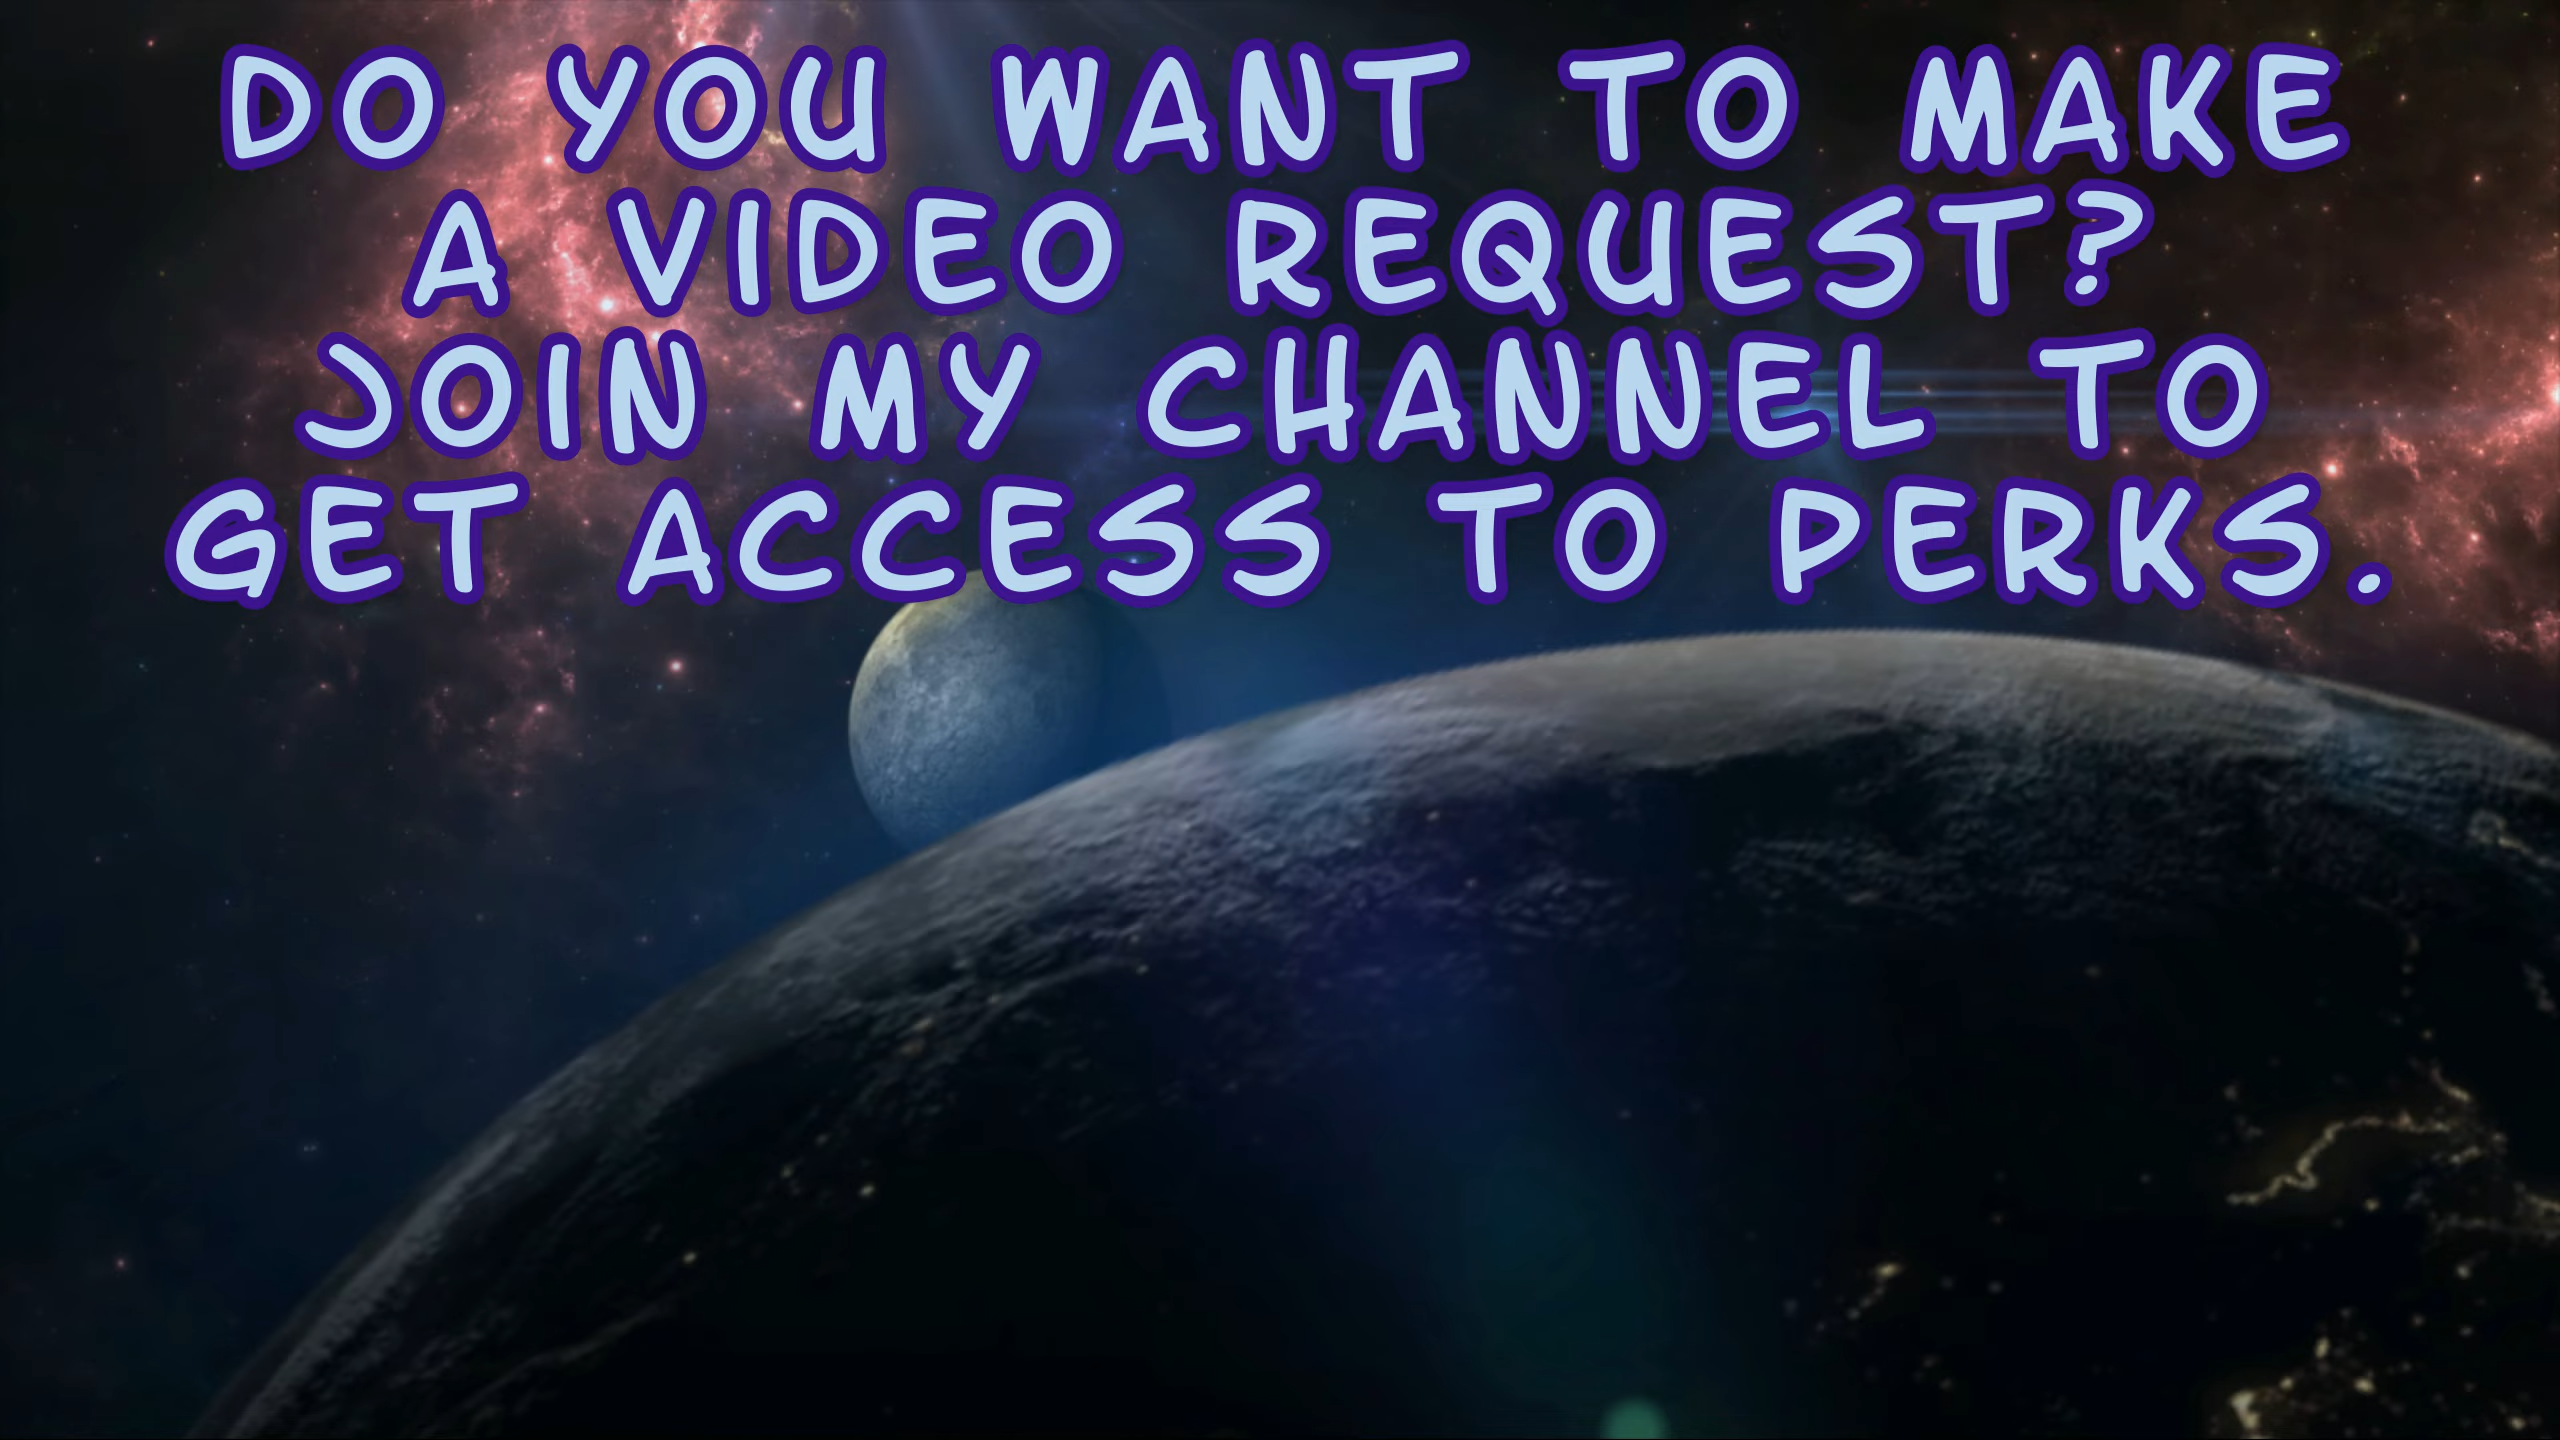 DO YOU WANT TO MAKE
A VIDEO REQUEST?
JOIN MY CHANNEL TO
GET ACCESS TO PERKS.